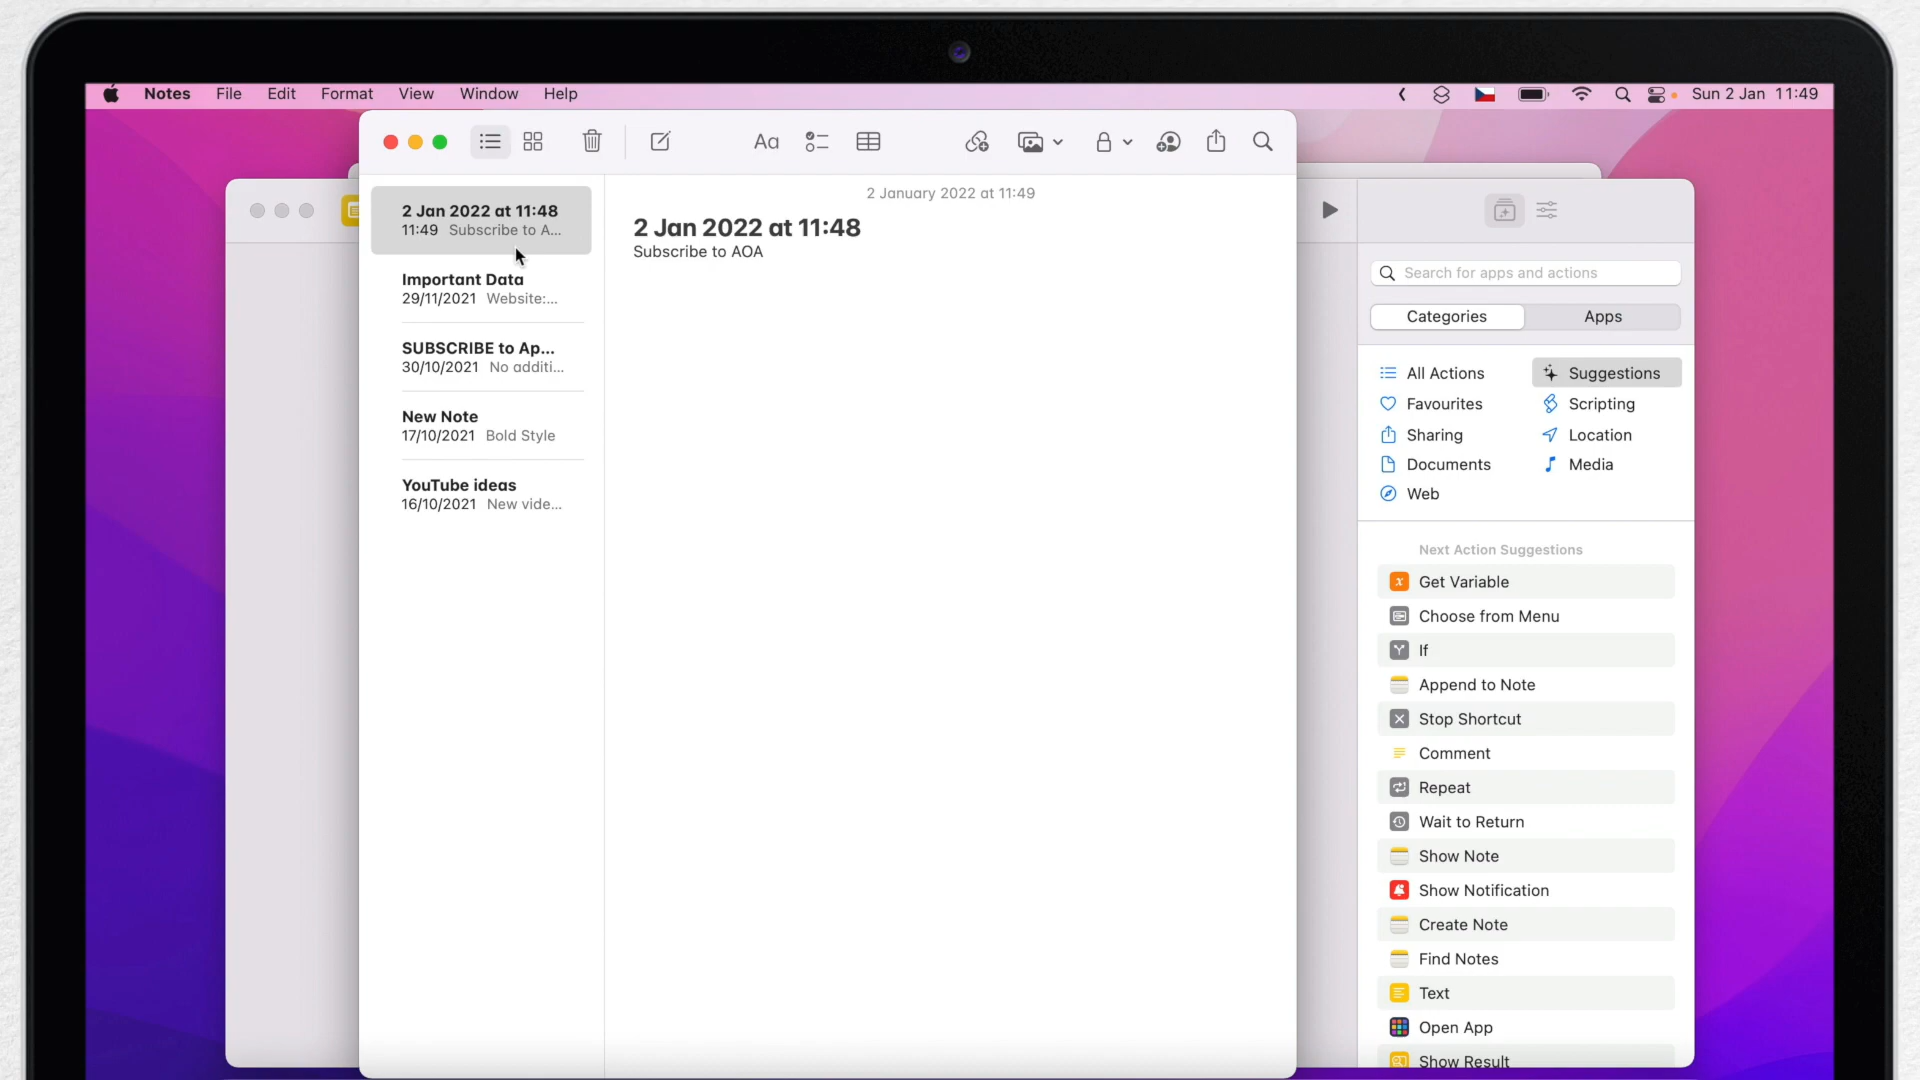 Notes File Edit Format View Window Help
Sun 2 Jan 11:49
2 Jan 2022 at 11:48
11:49 Subscribe to A...
Important Data
29/11/2021 Website:...
SUBSCRIBE to Ap...
30/10/2021 No additi...
New Note
17/10/2021 Bold Style
YouTube ideas
16/10/2021 New vide...
Aa
2 January 2022 at 11:49
2 Jan 2022 at 11:48
Subscribe to AOA
Search for apps and actions
Categories Apps
All Actions Suggestions
Favourites Scripting
Sharing Location
Documents Media
Web
Next Action Suggestions
Get Variable
Choose from Menu
If
Append to Note
Stop Shortcut
Comment
Repeat
Wait to Return
Show Note
Show Notification
Create Note
Find Notes
Text
Open App
Show Result